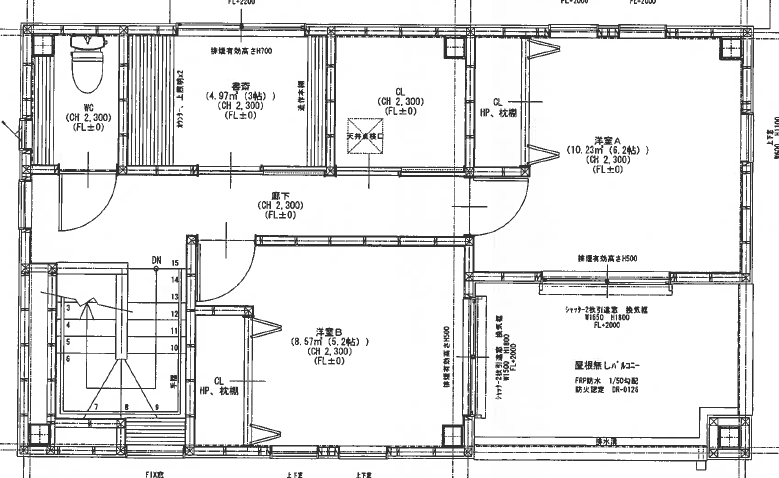 FL+2200
FL+2000
FL+2000
排煙有効高さH700
書斎
(4.97㎡ (3帖) )
(CH 2,300)
(FL±0)
ｶｳﾝﾀｰ、上照明x2
造作本棚
WC
(CH 2,300)
(FL±0)
CL
(CH 2,300)
(FL±0)
天井点検口
CL
HP、枕棚
洋室A
(10.23㎡ (6.2帖) )
(CH 2,300)
(FL±0)
上下窓
廊下
(CH 2,300)
(FL±0)
排煙有効高さH500
DN
15
14
13
12
11
10
9
8
7
6
5
4
3
手摺
CL
HP、枕棚
洋室B
(8.57㎡ (5.2帖) )
(CH 2,300)
(FL±0)
排煙有効高さH500
ｼｬｯﾀｰ2枚引違窓 換気框
W1500 H1800
FL+2000
ｼｬｯﾀｰ2枚引違窓 換気框
W1650 H1800
FL+2000
屋根無しﾊﾞﾙｺﾆｰ
FRP防水 1/50勾配
防火認定 DR-0126
排水溝
FIX窓
上下窓
上下窓